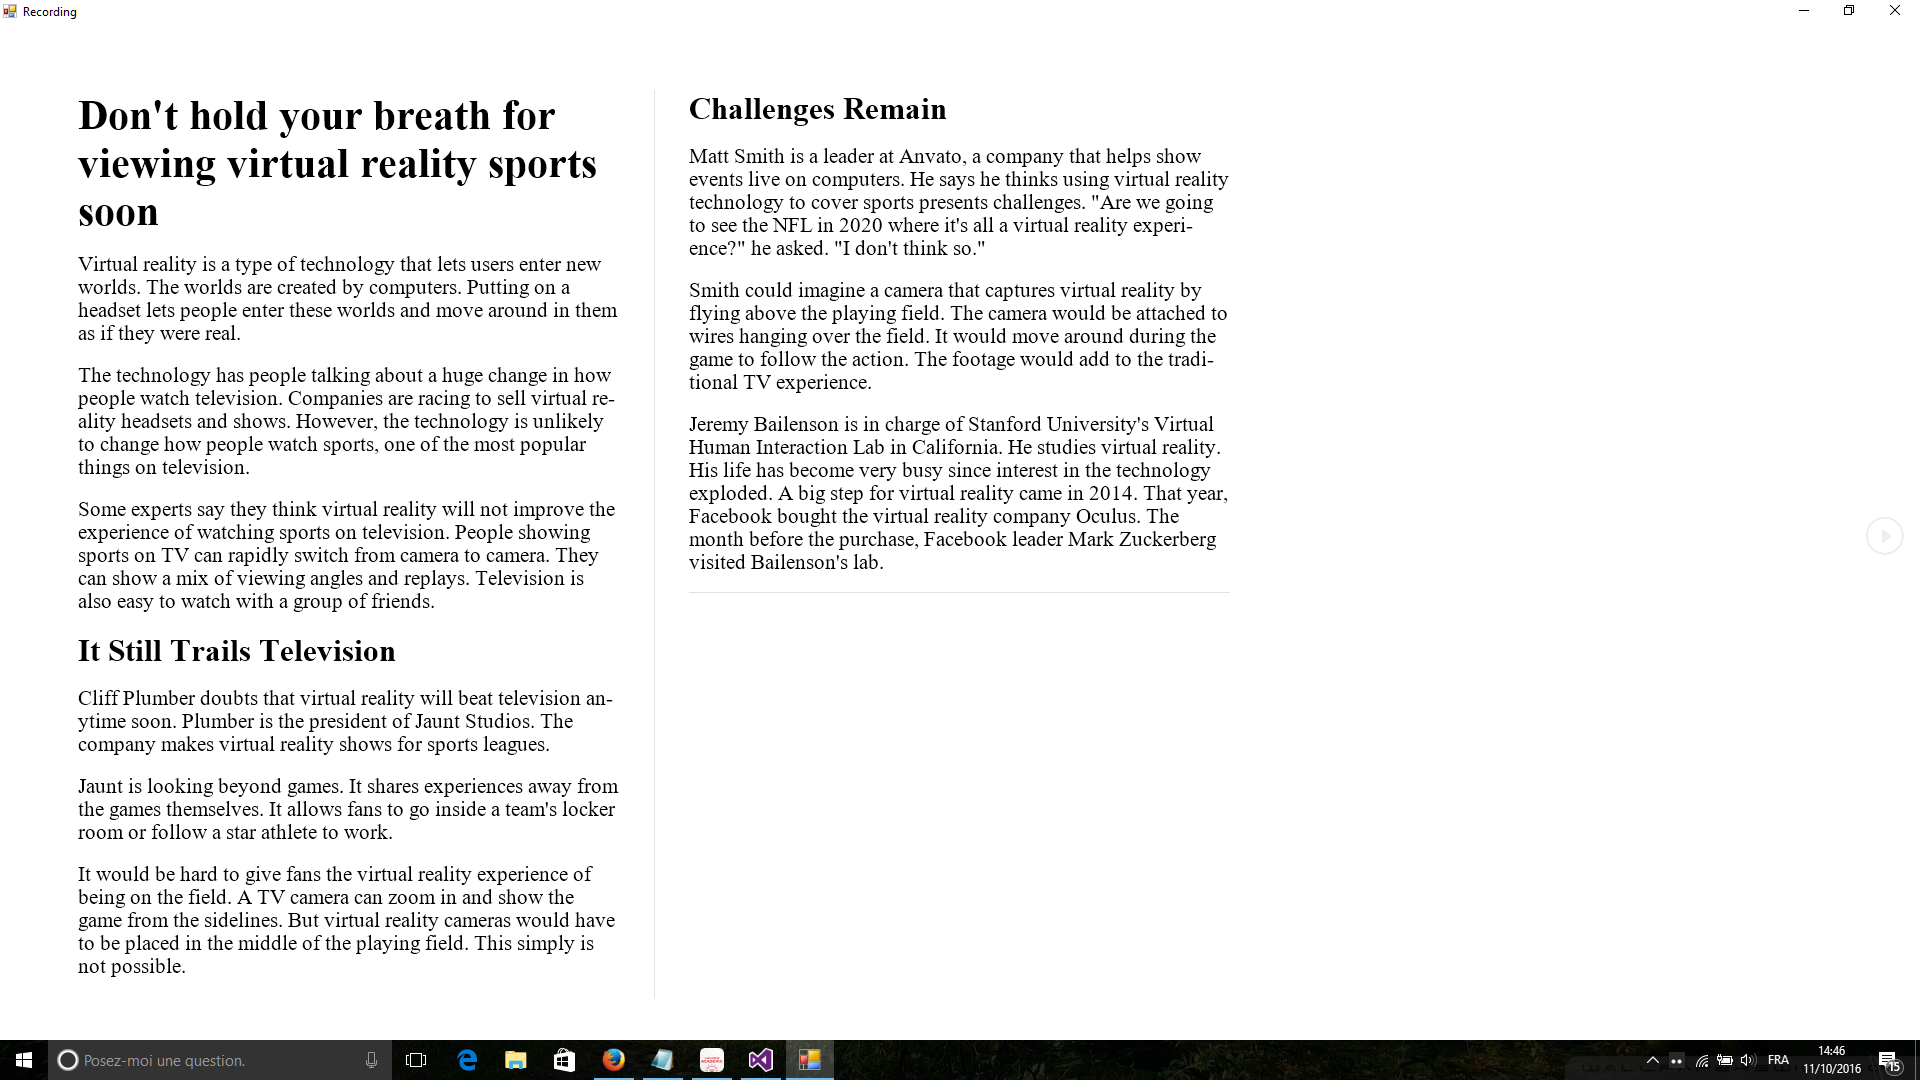 Recording
Don't hold your breath for
viewing virtual reality sports
soon
Virtual reality is a type of technology that lets users enter new
worlds. The worlds are created by computers. Putting on a
headset lets people enter these worlds and move around in them
as if they were real.
The technology has people talking about a huge change in how
people watch television. Companies are racing to sell virtual re-
ality headsets and shows. However, the technology is unlikely
to change how people watch sports, one of the most popular
things on television.
Some experts say they think virtual reality will not improve the
experience of watching sports on television. People showing
sports on TV can rapidly switch from camera to camera. They
can show a mix of viewing angles and replays. Television is
also easy to watch with a group of friends.
It Still Trails Television
Cliff Plumber doubts that virtual reality will beat television an-
ytime soon. Plumber is the president of Jaunt Studios. The
company makes virtual reality shows for sports leagues.
Jaunt is looking beyond games. It shares experiences away from
the games themselves. It allows fans to go inside a team's locker
room or follow a star athlete to work.
It would be hard to give fans the virtual reality experience of
being on the field. A TV camera can zoom in and show the
game from the sidelines. But virtual reality cameras would have
to be placed in the middle of the playing field. This simply is
not possible.
Challenges Remain
Matt Smith is a leader at Anvato, a company that helps show
events live on computers. He says he thinks using virtual reality
technology to cover sports presents challenges. "Are we going
to see the NFL in 2020 where it's all a virtual reality experi-
ence?" he asked. "I don't think so."
Smith could imagine a camera that captures virtual reality by
flying above the playing field. The camera would be attached to
wires hanging over the field. It would move around during the
game to follow the action. The footage would add to the tradi-
tional TV experience.
Jeremy Bailenson is in charge of Stanford University's Virtual
Human Interaction Lab in California. He studies virtual reality.
His life has become very busy since interest in the technology
exploded. A big step for virtual reality came in 2014. That year,
Facebook bought the virtual reality company Oculus. The
month before the purchase, Facebook leader Mark Zuckerberg
visited Bailenson's lab.
Posez-moi une question.
FRA
14:46
11/10/2016
15